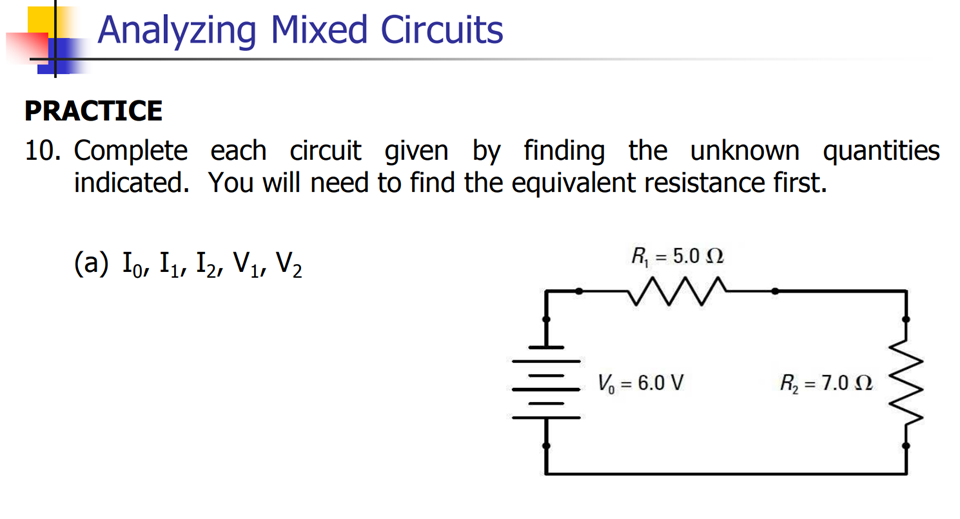 Analyzing Mixed Circuits
PRACTICE
10. Complete each circuit given by finding the unknown quantities
indicated. You will need to find the equivalent resistance first.
(a) I₀, I₁, I₂, V₁, V₂
R₁ = 5.0 Ω
V₀ = 6.0 V
R₂ = 7.0 Ω